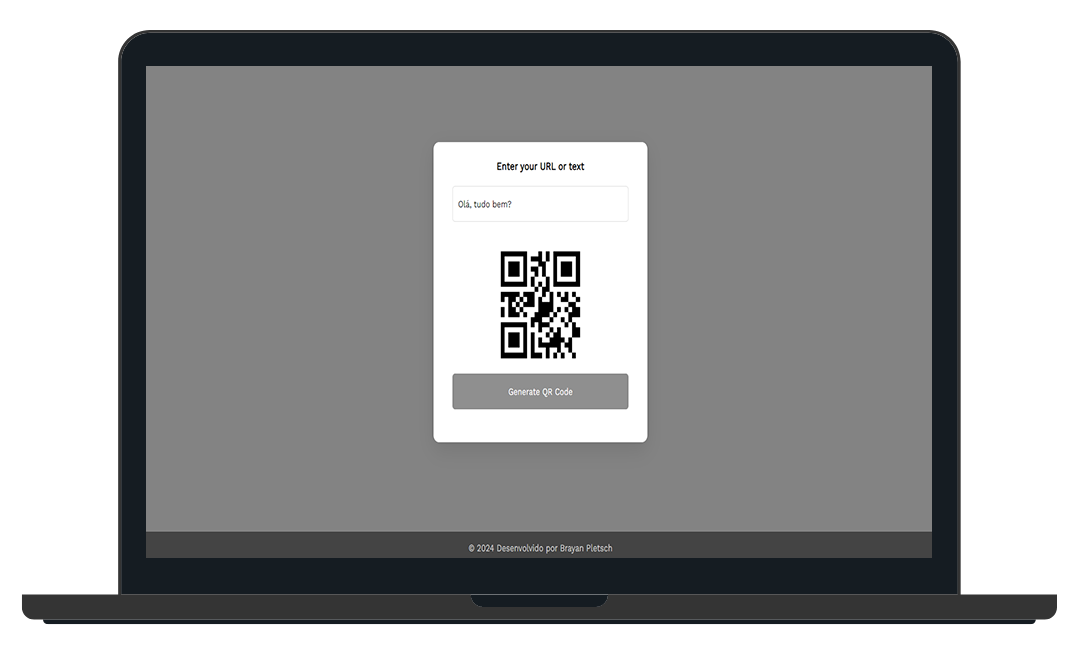 Enter your URL or text
Olá, tudo bem?
Generate QR Code
© 2024 Desenvolvido por Brayan Pletsch